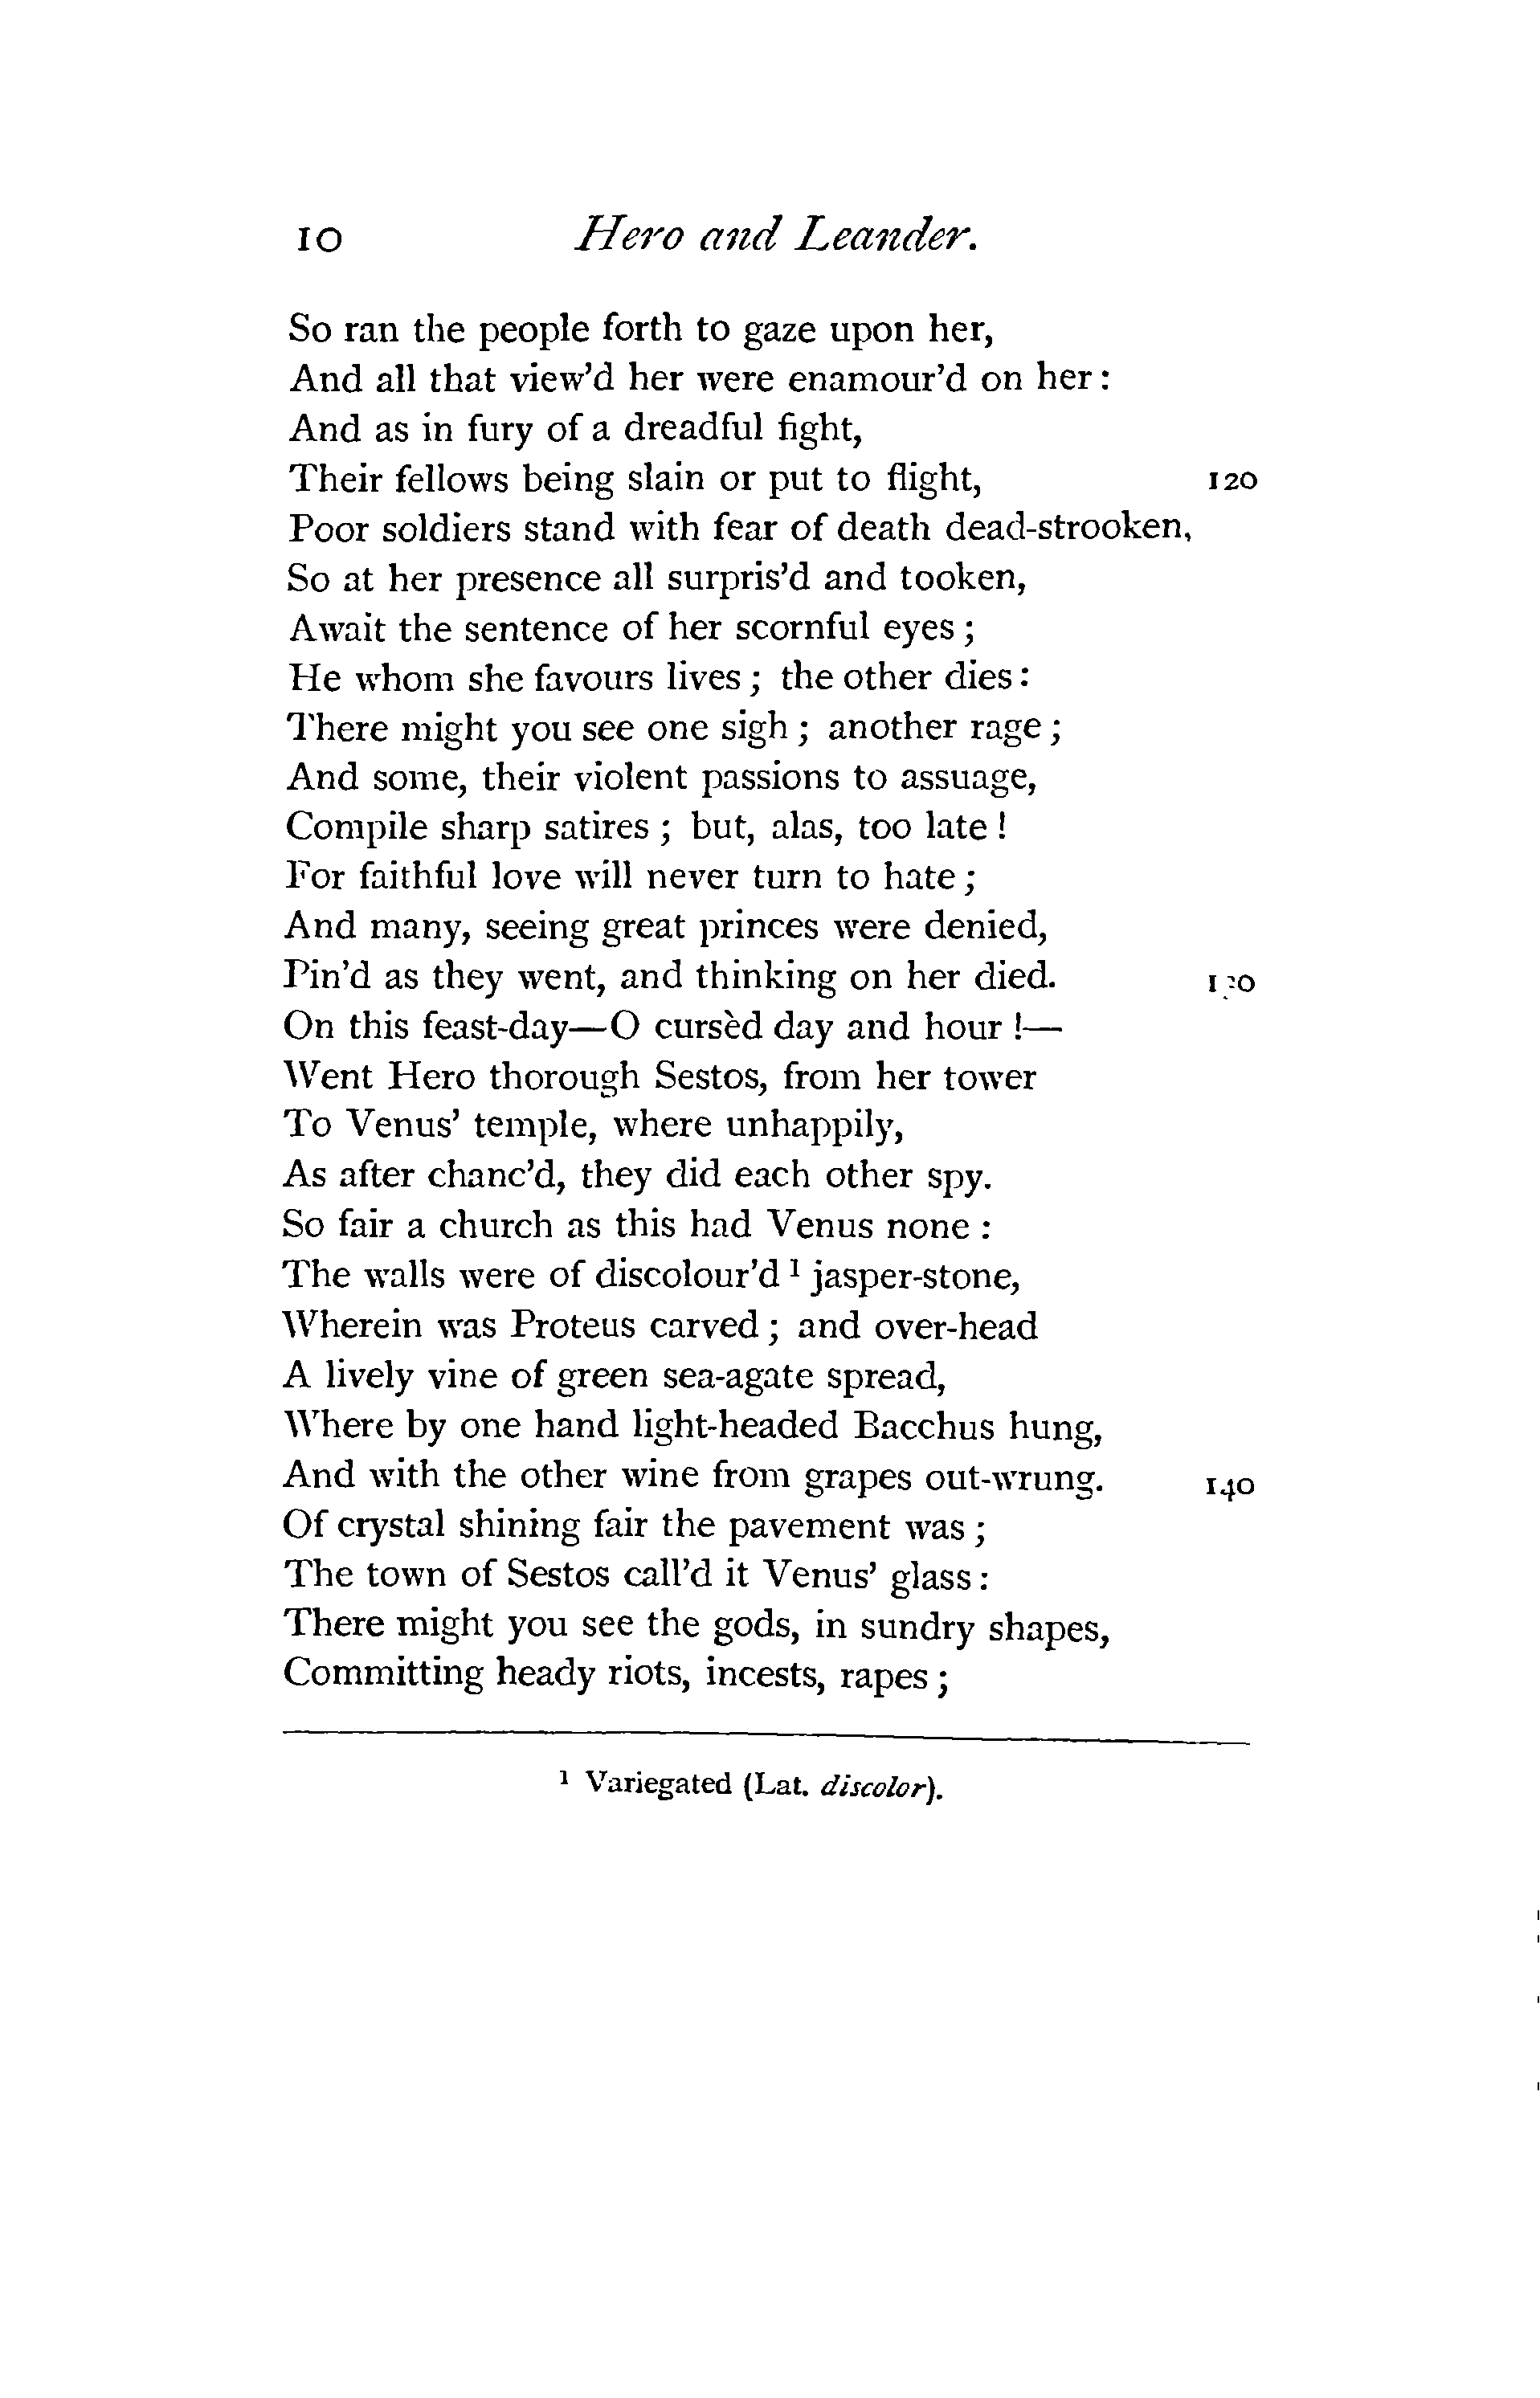 10 Hero and Leander.
So ran the people forth to gaze upon her,
And all that view'd her were enamour'd on her:
And as in fury of a dreadful fight,
Their fellows being slain or put to flight, 120
Poor soldiers stand with fear of death dead-strooken,
So at her presence all surpris'd and tooken,
Await the sentence of her scornful eyes;
He whom she favours lives; the other dies:
There might you see one sigh; another rage;
And some, their violent passions to assuage,
Compile sharp satires; but, alas, too late!
For faithful love will never turn to hate;
And many, seeing great princes were denied,
Pin'd as they went, and thinking on her died. 130
On this feast-day—O cursèd day and hour!—
Went Hero thorough Sestos, from her tower
To Venus' temple, where unhappily,
As after chanc'd, they did each other spy.
So fair a church as this had Venus none:
The walls were of discolour'd ¹ jasper-stone,
Wherein was Proteus carved; and over-head
A lively vine of green sea-agate spread,
Where by one hand light-headed Bacchus hung,
And with the other wine from grapes out-wrung. 140
Of crystal shining fair the pavement was;
The town of Sestos call'd it Venus' glass:
There might you see the gods, in sundry shapes,
Committing heady riots, incests, rapes;
¹ Variegated (Lat. discolor).